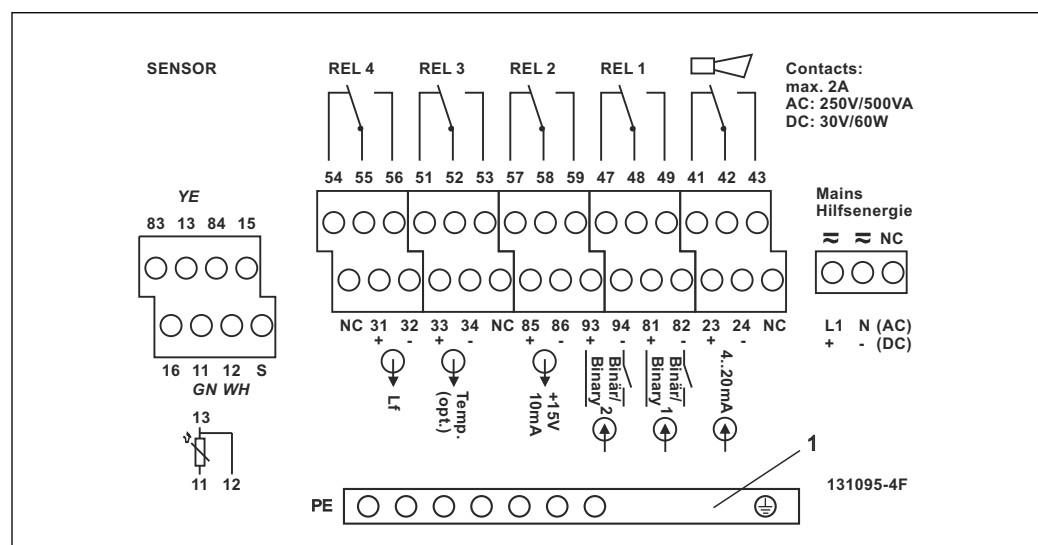 SENSOR
REL 4 REL 3 REL 2 REL 1
Contacts:
max. 2A
AC: 250V/500VA
DC: 30V/60W
54 55 56 51 52 53 57 58 59 47 48 49 41 42 43
YE
83 13 84 15
Mains
Hilfsenergie
≂ ≂ NC
NC 31 32 33 34 NC 85 86 93 94 81 82 23 24 NC
+ - + - + - + - + - + -
L1 N (AC)
+ - (DC)
16 11 12 S
GN WH
Lf
Temp.
(opt.)
+15V
10mA
Binär/
Binary 2
Binär/
Binary 1
4..20mA
13
11 12
1
131095-4F
PE